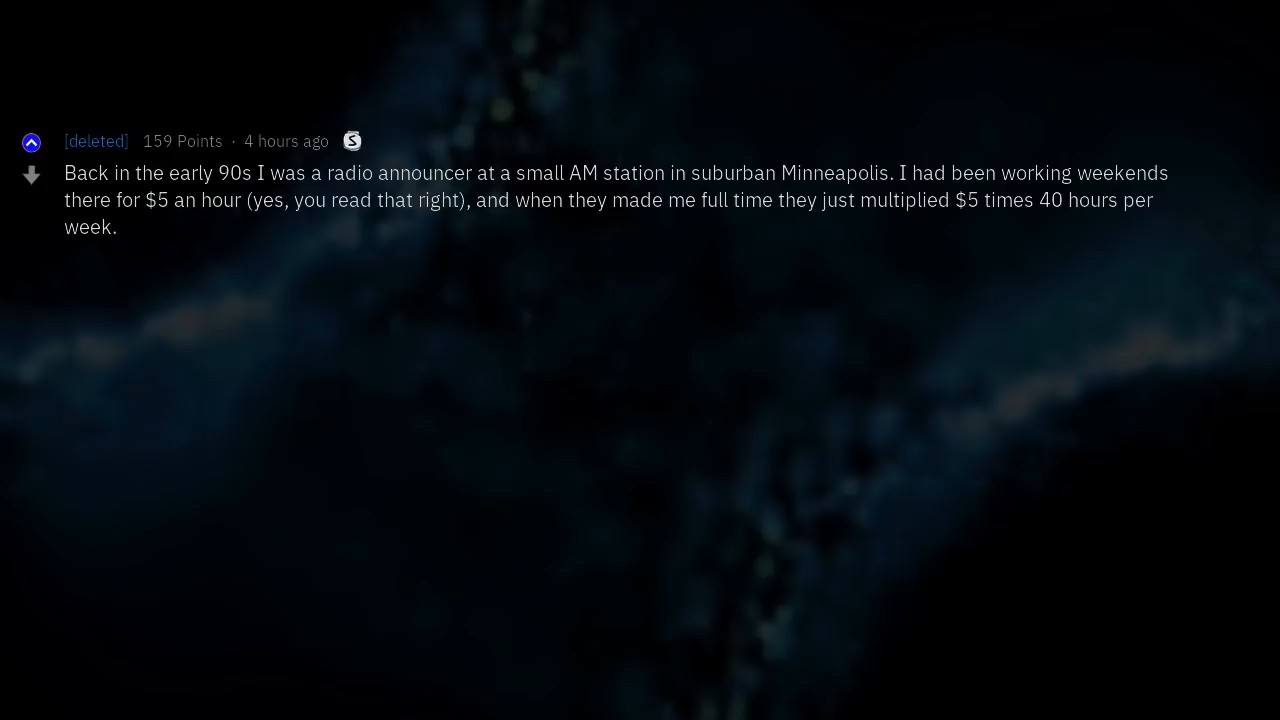 [deleted] 159 Points · 4 hours ago S
Back in the early 90s I was a radio announcer at a small AM station in suburban Minneapolis. I had been working weekends
there for $5 an hour (yes, you read that right), and when they made me full time they just multiplied $5 times 40 hours per
week.